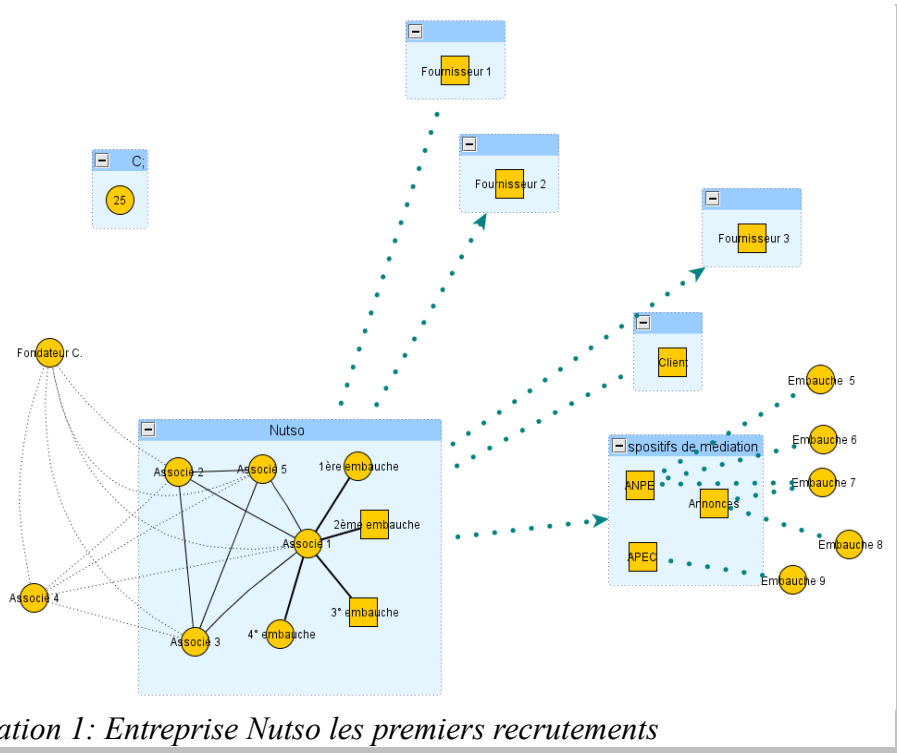 Fournisseur 1
C;
25
Fournisseur 2
Fournisseur 3
Fondateur C.
Client
Embauche 5
Nutso
spositifs de médiation
Embauche 6
Associé 2
Associé 5
1ère embauche
ANPE
Annonces
Embauche 7
2ème embauche
Associé 1
Embauche 8
APEC
Embauche 9
Associé 4
3° embauche
4° embauche
Associé 3
ation 1: Entreprise Nutso les premiers recrutements